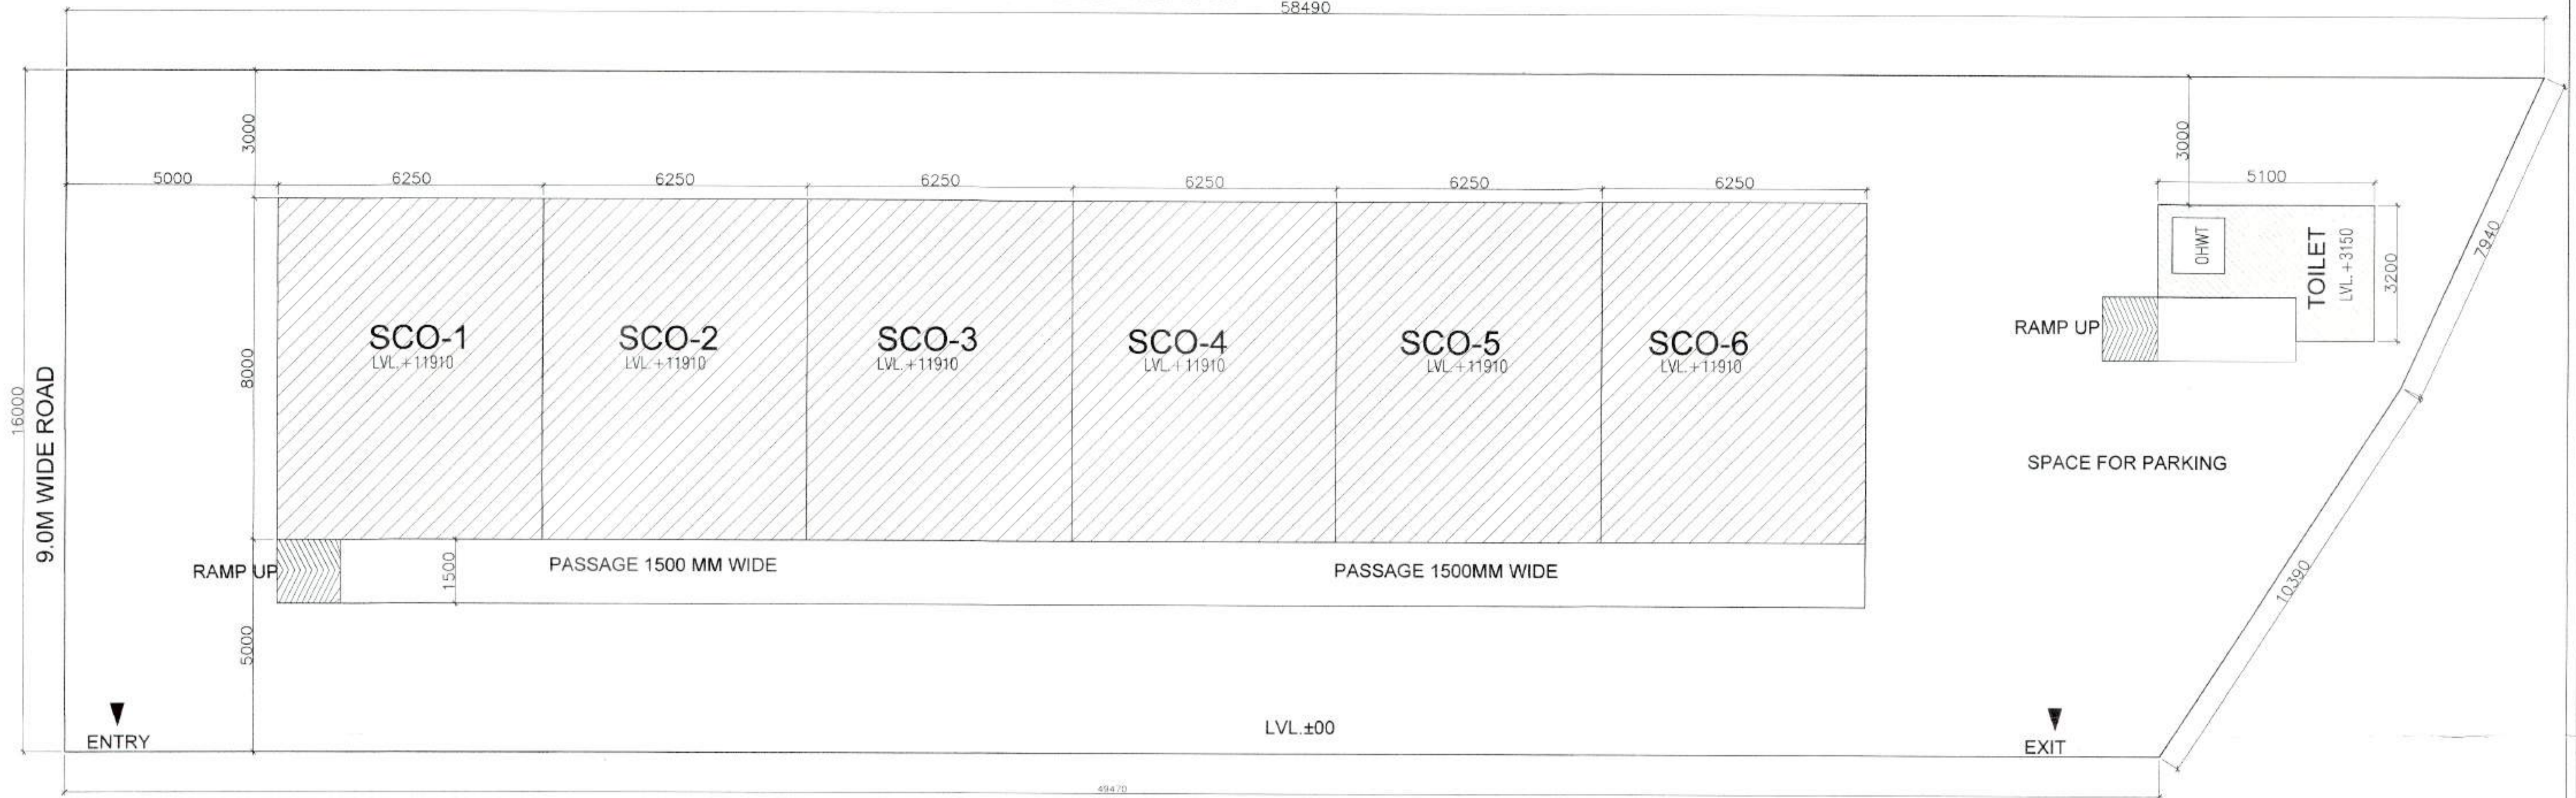 58490
3000
3000
5000
6250
6250
6250
6250
6250
6250
5100
OHWT
TOILET
LVL.+3150
3200
7940
16000
9.0M WIDE ROAD
8000
SCO-1
LVL.+11910
SCO-2
LVL.+11910
SCO-3
LVL.+11910
SCO-4
LVL.+11910
SCO-5
LVL.+11910
SCO-6
LVL.+11910
RAMP UP
SPACE FOR PARKING
RAMP UP
1500
PASSAGE 1500 MM WIDE
PASSAGE 1500MM WIDE
10390
5000
ENTRY
LVL.±00
EXIT
49470